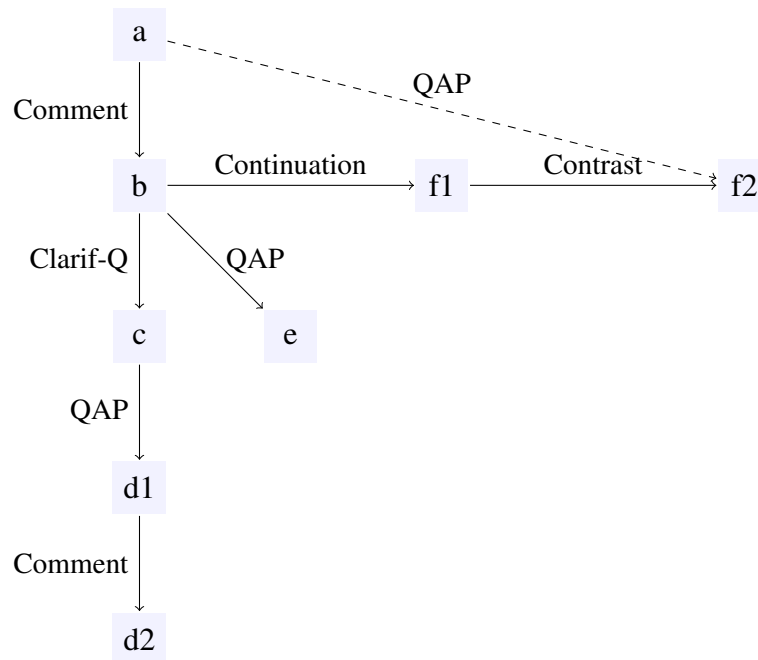 a
QAP
Comment
b
Continuation
f1
Contrast
f2
Clarif-Q
QAP
c
e
QAP
d1
Comment
d2